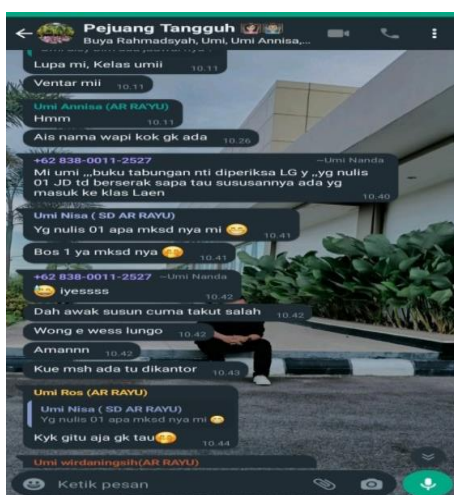 Pejuang Tangguh
Buya Rahmadsyah, Umi, Umi Annisa,...
Lupa mi, Kelas umii 10.11
Ventar mii 10.11
Umi Annisa (AR RA'YU)
Hmm 10.11
Ais nama wapi kok gk ada 10.26
+62 838-0011-2527 ~Umi Nanda
Mi umi ,,,buku tabungan nti diperiksa LG y ,,yg nulis
01 JD td berserak sapa tau sususannya ada yg
masuk ke klas Laen 10.40
Umi Nisa ( SD AR RAYU)
Yg nulis 01 apa mksd nya mi 😁 10.41
Bos 1 ya mksd nya 🤭 10.41
+62 838-0011-2527 ~Umi Nanda
😅 iyessss 10.42
Dah awak susun cuma takut salah 10.42
Wong e wess lungo 10.42
Amannn 10.42
Kue msh ada tu dikantor 10.43
Umi Ros (AR RAYU)
Umi Nisa ( SD AR RAYU)
Yg nulis 01 apa mksd nya mi 😁
Kyk gitu aja gk tau🤭 10.44
Umi wirdaningsih(AR RAYU)
Ketik pesan